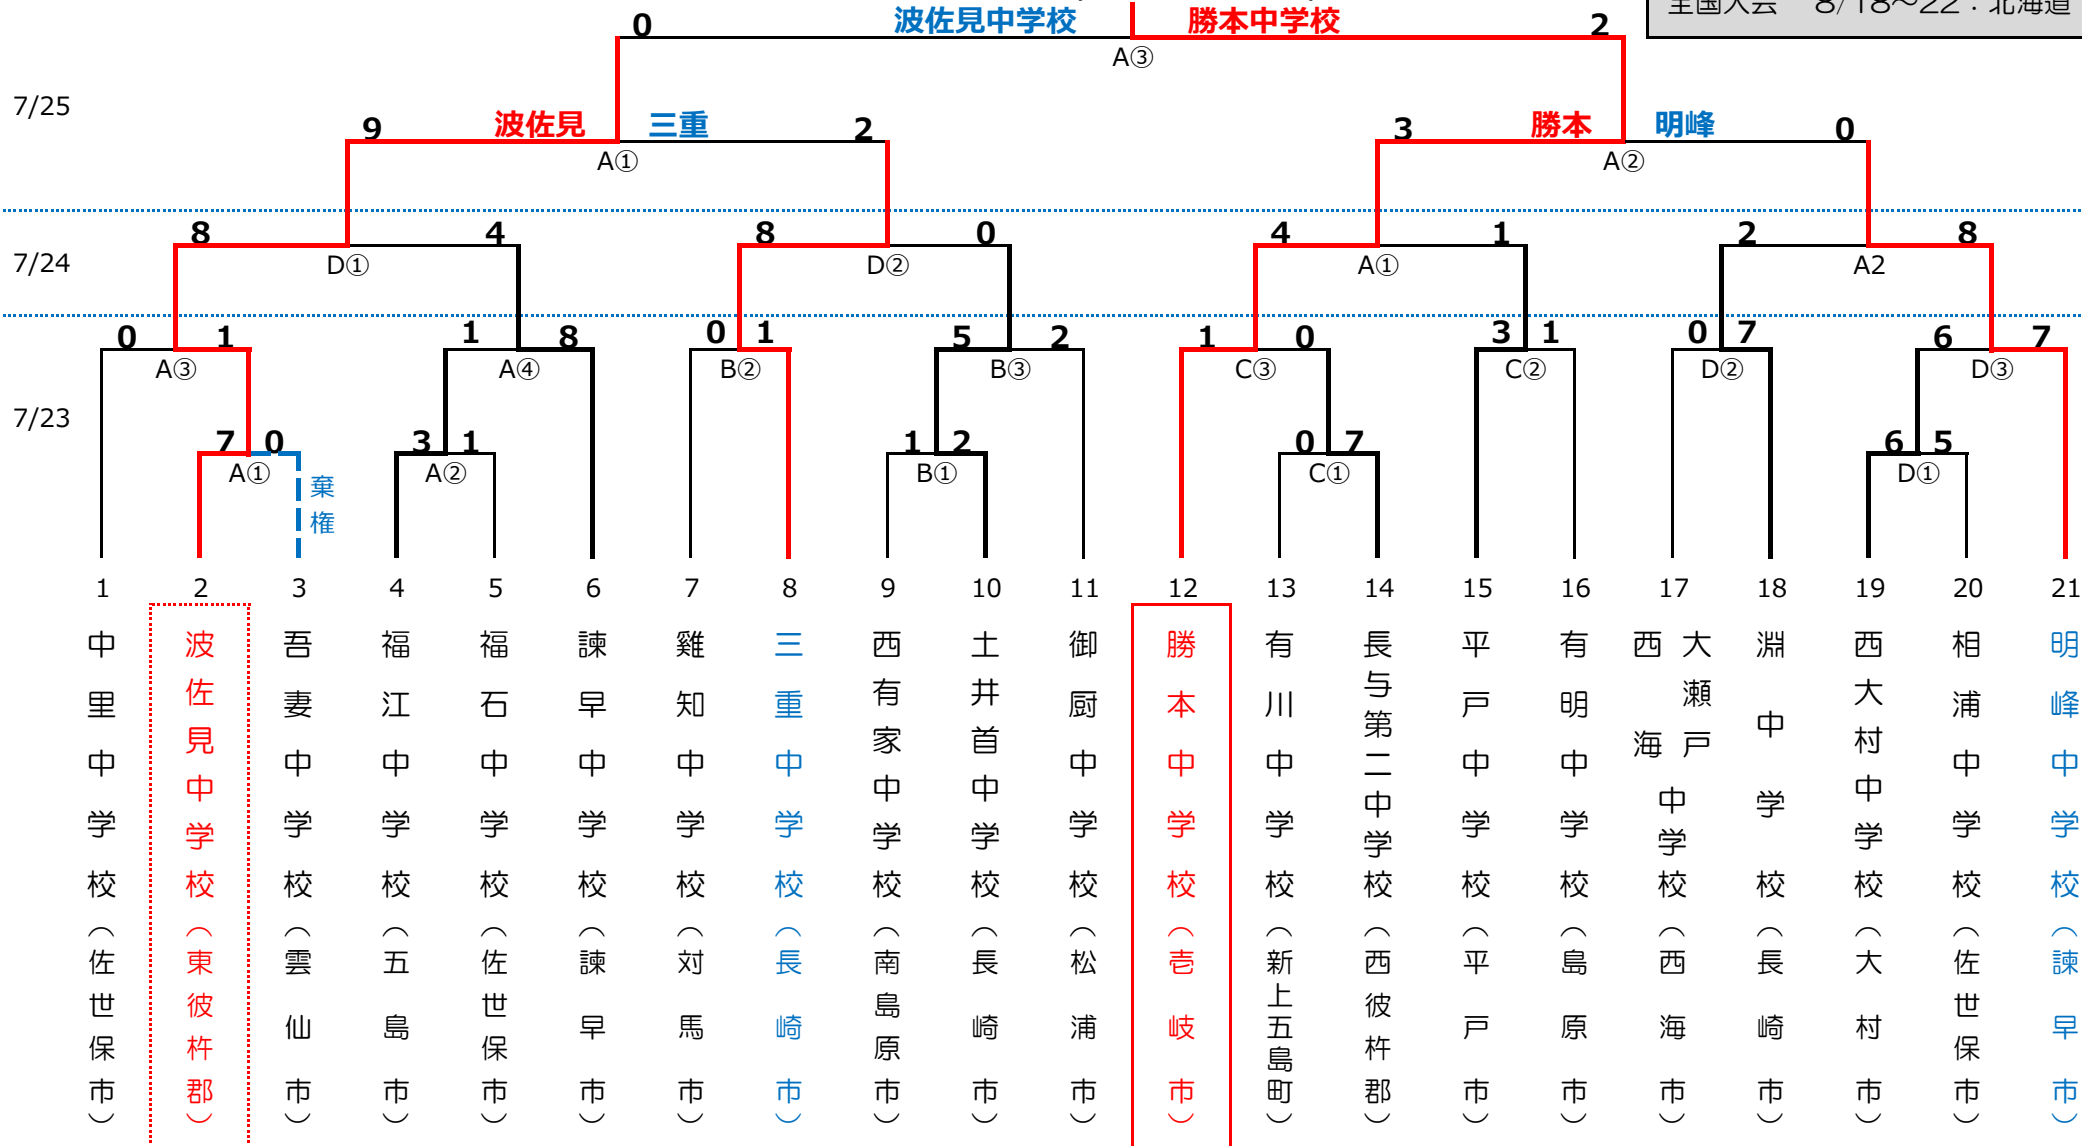 全国大会 8/18～22：北海道
0 波佐見中学校 勝本中学校 2
A③
7/25
9 波佐見 三重 2
A①
3 勝本 明峰 0
A②
7/24
8 4
D①
8 0
D②
4 1
A①
2 8
A2
7/23
0 1
A③
1 8
A④
0 1
B②
5 2
B③
1 0
C③
3 1
C②
0 7
D②
6 7
D③
7 0
A①
棄権
3 1
A②
1 2
B①
0 7
C①
6 5
D①
1 中里中学校（佐世保市）
2 波佐見中学校（東彼杵郡）
3 吾妻中学校（雲仙市）
4 福江中学校（五島市）
5 福石中学校（佐世保市）
6 諫早中学校（諫早市）
7 雞知中学校（対馬市）
8 三重中学校（長崎市）
9 西有家中学校（南島原市）
10 土井首中学校（長崎市）
11 御厨中学校（松浦市）
12 勝本中学校（壱岐市）
13 有川中学校（新上五島町）
14 長与第二中学校（西彼杵郡）
15 平戸中学校（平戸市）
16 有明中学校（島原市）
17 大瀬戸西海中学校（西海市）
18 淵中学校（長崎市）
19 西大村中学校（大村市）
20 相浦中学校（佐世保市）
21 明峰中学校（諫早市）